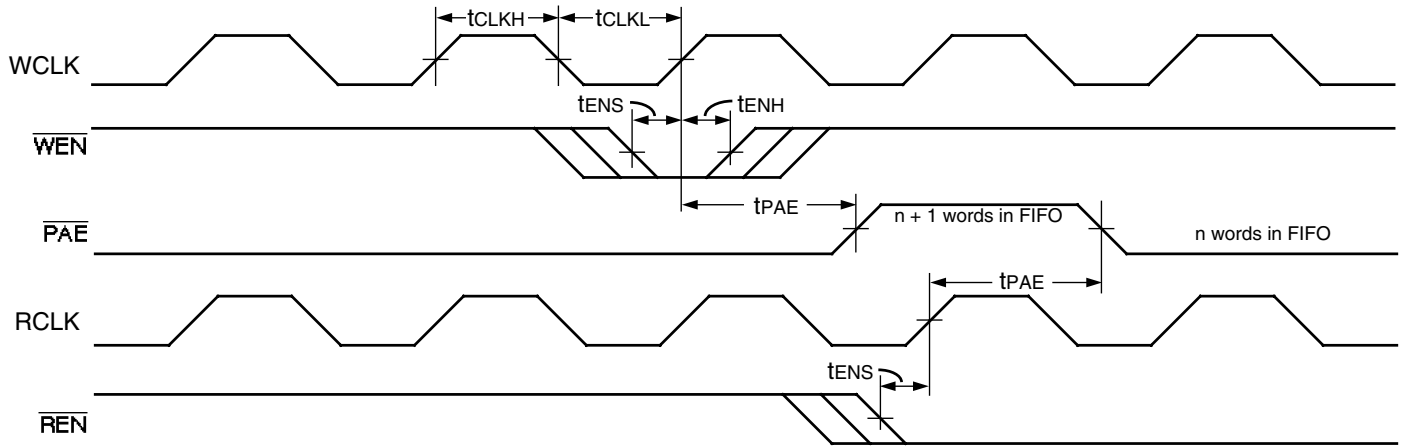 tCLKH
tCLKL
WCLK
tENS
tENH
WEN
tPAE
n + 1 words in FIFO
PAE
n words in FIFO
tPAE
RCLK
tENS
REN